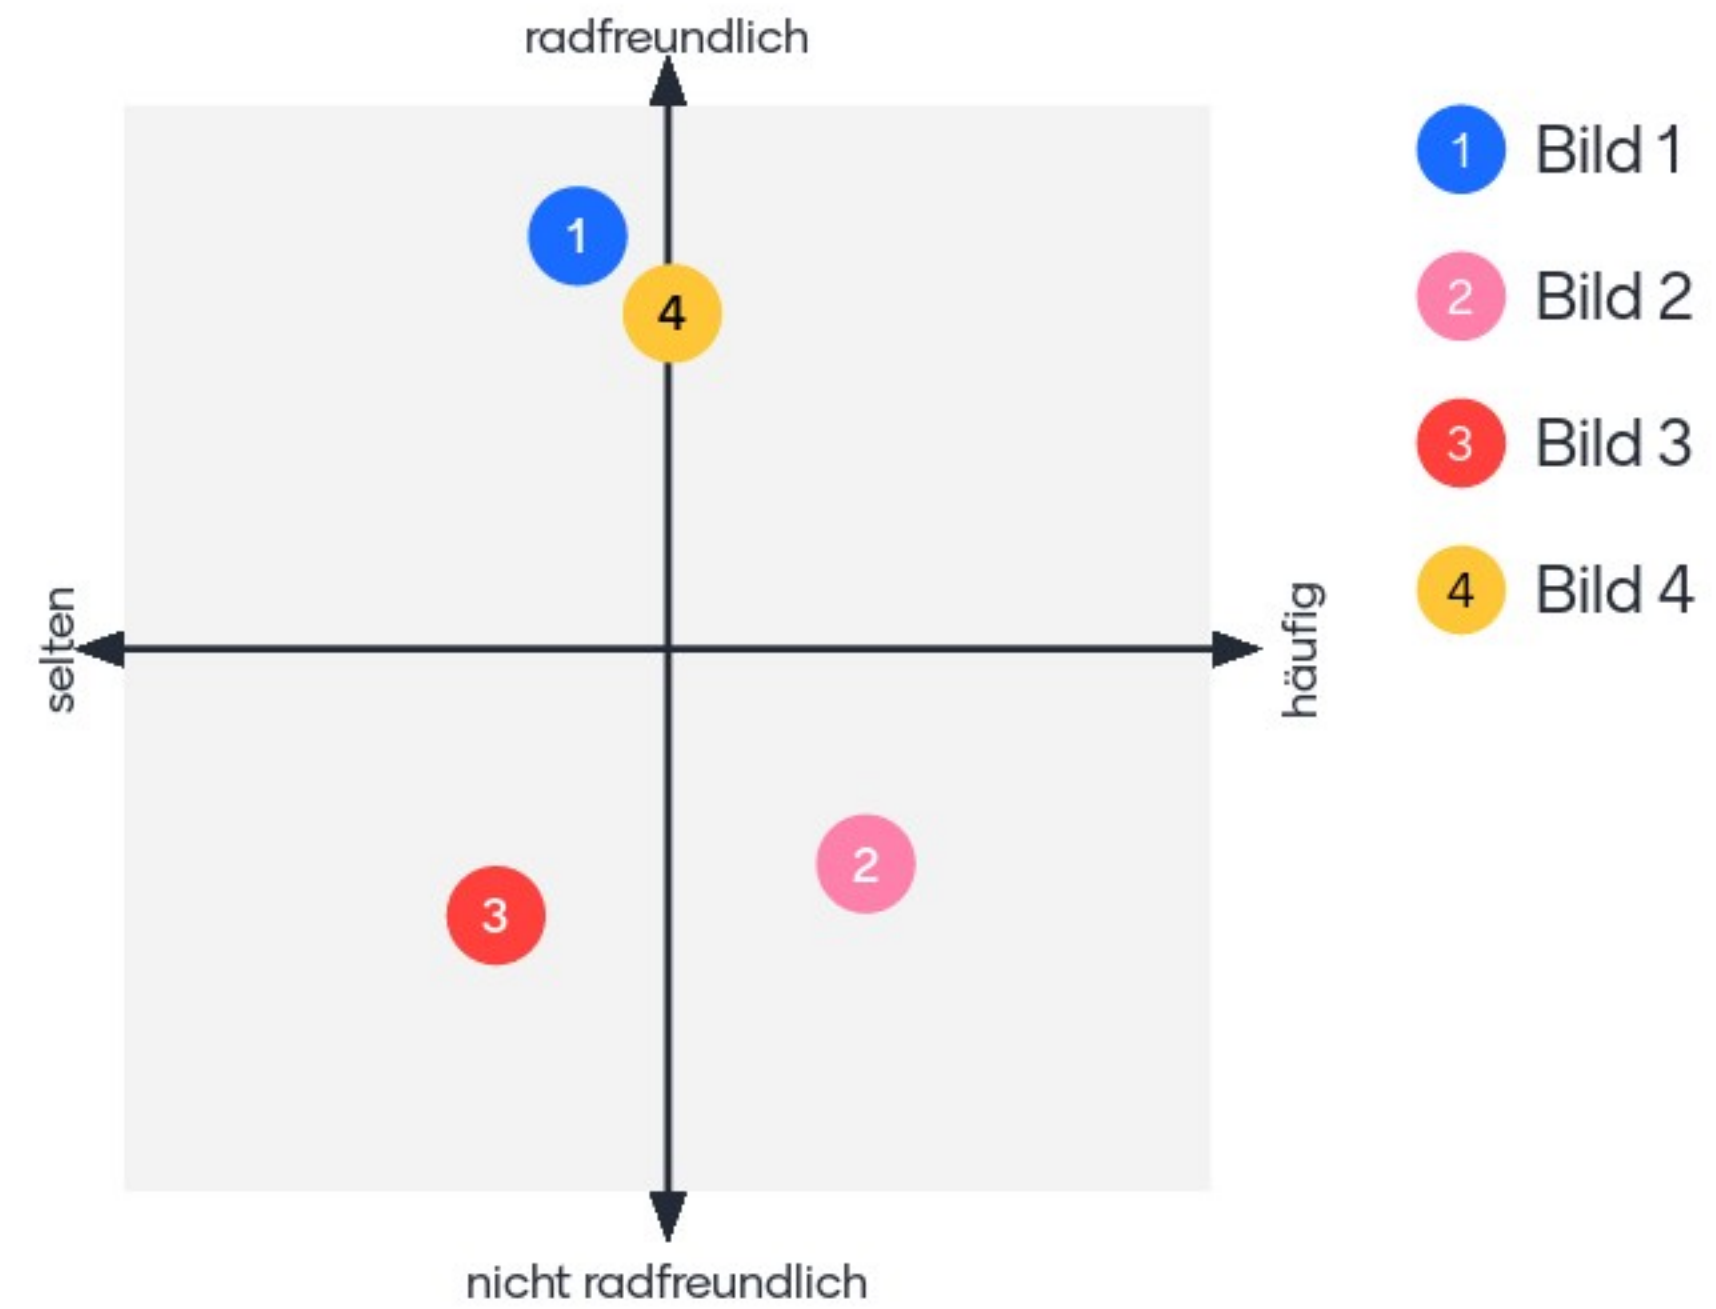 radfreundlich
1
4
selten
häufig
3
2
nicht radfreundlich
1 Bild 1
2 Bild 2
3 Bild 3
4 Bild 4